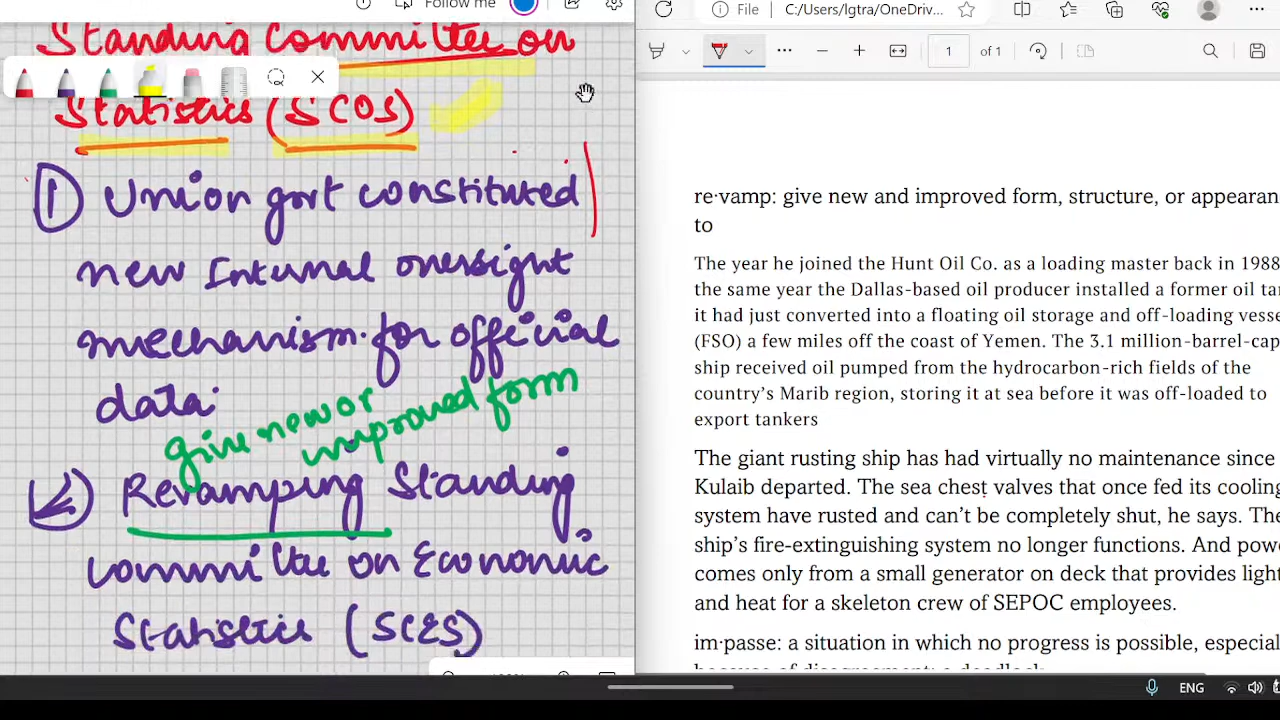 Follow me
File
C:/Users/lgtra/OneDriv...
1 of 1
Standing Committee on
Statistics (SCOS)
1 Union govt constituted
new Internal oversight
mechanism for official
data.
give new or
improved form
Revamping Standing
Committee on Economic
Statistics (SCES)
re·vamp: give new and improved form, structure, or appearan
to
The year he joined the Hunt Oil Co. as a loading master back in 1988
the same year the Dallas-based oil producer installed a former oil ta
it had just converted into a floating oil storage and off-loading vesse
(FSO) a few miles off the coast of Yemen. The 3.1 million-barrel-cap
ship received oil pumped from the hydrocarbon-rich fields of the
country's Marib region, storing it at sea before it was off-loaded to
export tankers
The giant rusting ship has had virtually no maintenance since
Kulaib departed. The sea chest valves that once fed its cooling
system have rusted and can't be completely shut, he says. The
ship's fire-extinguishing system no longer functions. And powe
comes only from a small generator on deck that provides light
and heat for a skeleton crew of SEPOC employees.
im·passe: a situation in which no progress is possible, especial
because of disagreement; a deadlock
ENG